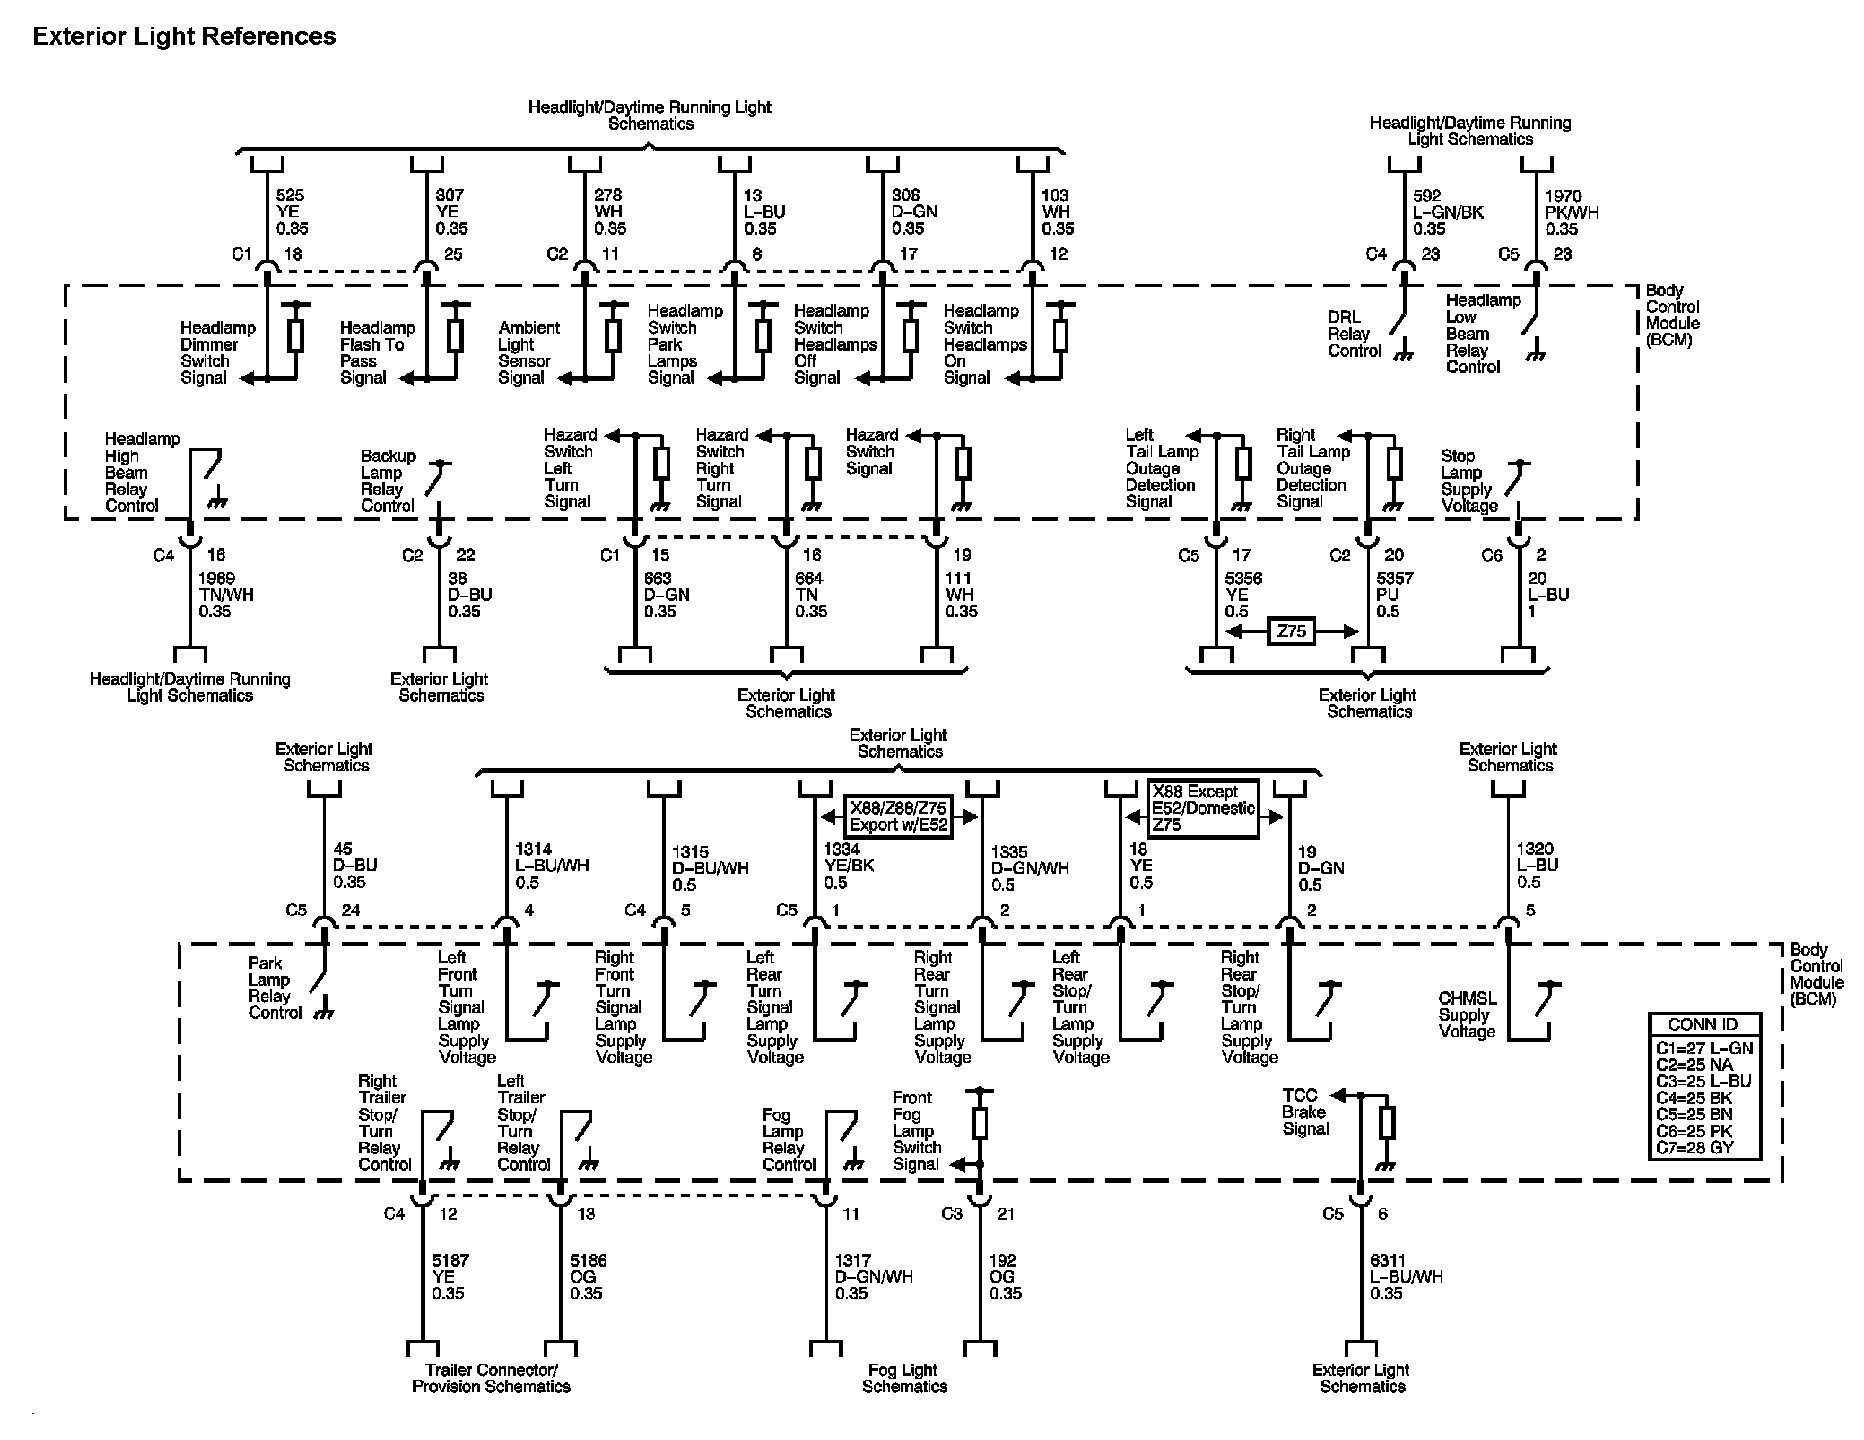 Exterior Light References
Headlight/Daytime Running Light
Schematics
Headlight/Daytime Running
Light Schematics
525
YE
0.35
307
YE
0.35
278
WH
0.35
13
L-BU
0.35
306
D-GN
0.35
103
WH
0.35
592
L-GN/BK
0.35
1970
PK/WH
0.35
C1 18
25
C2 11
8
17
12
C4 23
C5 23
Headlamp
Dimmer
Switch
Signal
Headlamp
Flash To
Pass
Signal
Ambient
Light
Sensor
Signal
Headlamp
Switch
Park
Lamps
Signal
Headlamp
Switch
Headlamps
Off
Signal
Headlamp
Switch
Headlamps
On
Signal
DRL
Relay
Control
Headlamp
Low
Beam
Relay
Control
Body
Control
Module
(BCM)
Headlamp
High
Beam
Relay
Control
Backup
Lamp
Relay
Control
Hazard
Switch
Left
Turn
Signal
Hazard
Switch
Right
Turn
Signal
Hazard
Switch
Signal
Left
Tail Lamp
Outage
Detection
Signal
Right
Tail Lamp
Outage
Detection
Signal
Stop
Lamp
Supply
Voltage
C4 16
C2 22
C1 15
16
19
C5 17
C2 20
C6 2
1969
TN/WH
0.35
38
D-BU
0.35
663
D-GN
0.35
664
TN
0.35
111
WH
0.35
5356
YE
0.5
5357
PU
0.5
20
L-BU
1
Z75
Headlight/Daytime Running
Light Schematics
Exterior Light
Schematics
Exterior Light
Schematics
Exterior Light
Schematics
Exterior Light
Schematics
Exterior Light
Schematics
Exterior Light
Schematics
X88/Z88/Z75
Export w/E52
X88 Except
E52/Domestic
Z75
45
D-BU
0.35
1314
L-BU/WH
0.5
1315
D-BU/WH
0.5
1334
YE/BK
0.5
1335
D-GN/WH
0.5
18
YE
0.5
19
D-GN
0.5
1320
L-BU
0.5
C5 24
4
C4 5
C5 1
2
1
2
5
Park
Lamp
Relay
Control
Left
Front
Turn
Signal
Lamp
Supply
Voltage
Right
Front
Turn
Signal
Lamp
Supply
Voltage
Left
Rear
Turn
Signal
Lamp
Supply
Voltage
Right
Rear
Turn
Signal
Lamp
Supply
Voltage
Left
Rear
Stop/
Turn
Lamp
Supply
Voltage
Right
Rear
Stop/
Turn
Lamp
Supply
Voltage
CHMSL
Supply
Voltage
Body
Control
Module
(BCM)
CONN ID
C1=27 L-GN
C2=25 NA
C3=25 L-BU
C4=25 BK
C5=25 BN
C6=25 PK
C7=28 GY
Right
Trailer
Stop/
Turn
Relay
Control
Left
Trailer
Stop/
Turn
Relay
Control
Fog
Lamp
Relay
Control
Front
Fog
Lamp
Switch
Signal
TCC
Brake
Signal
C4 12
13
11
C3 21
C5 6
5187
YE
0.35
5186
OG
0.35
1317
D-GN/WH
0.35
192
OG
0.35
6311
L-BU/WH
0.35
Trailer Connector/
Provision Schematics
Fog Light
Schematics
Exterior Light
Schematics